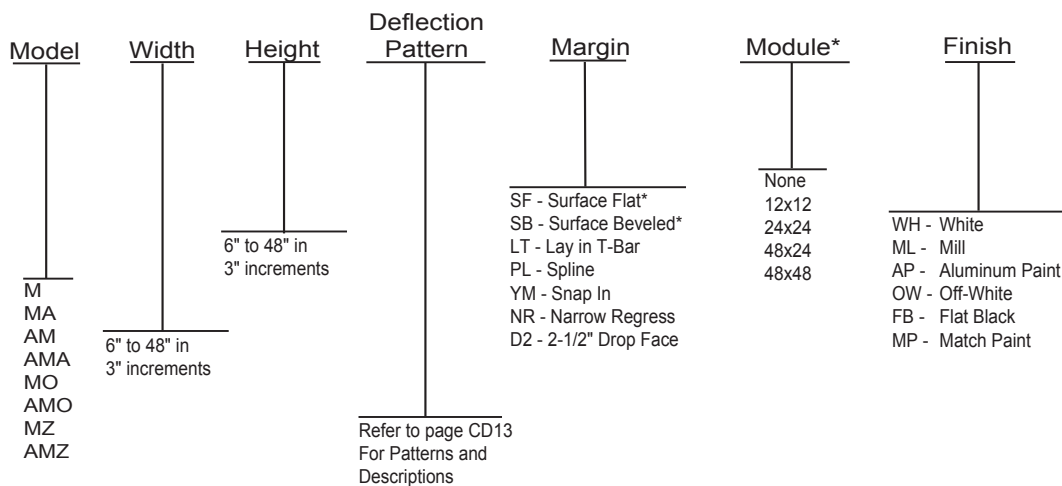 Model
Width
Height
Deflection
Pattern
Margin
Module*
Finish
M
MA
AM
AMA
MO
AMO
MZ
AMZ
6" to 48" in
3" increments
6" to 48" in
3" increments
Refer to page CD13
For Patterns and
Descriptions
SF - Surface Flat*
SB - Surface Beveled*
LT - Lay in T-Bar
PL - Spline
YM - Snap In
NR - Narrow Regress
D2 - 2-1/2" Drop Face
None
12x12
24x24
48x24
48x48
WH - White
ML - Mill
AP - Aluminum Paint
OW - Off-White
FB - Flat Black
MP - Match Paint